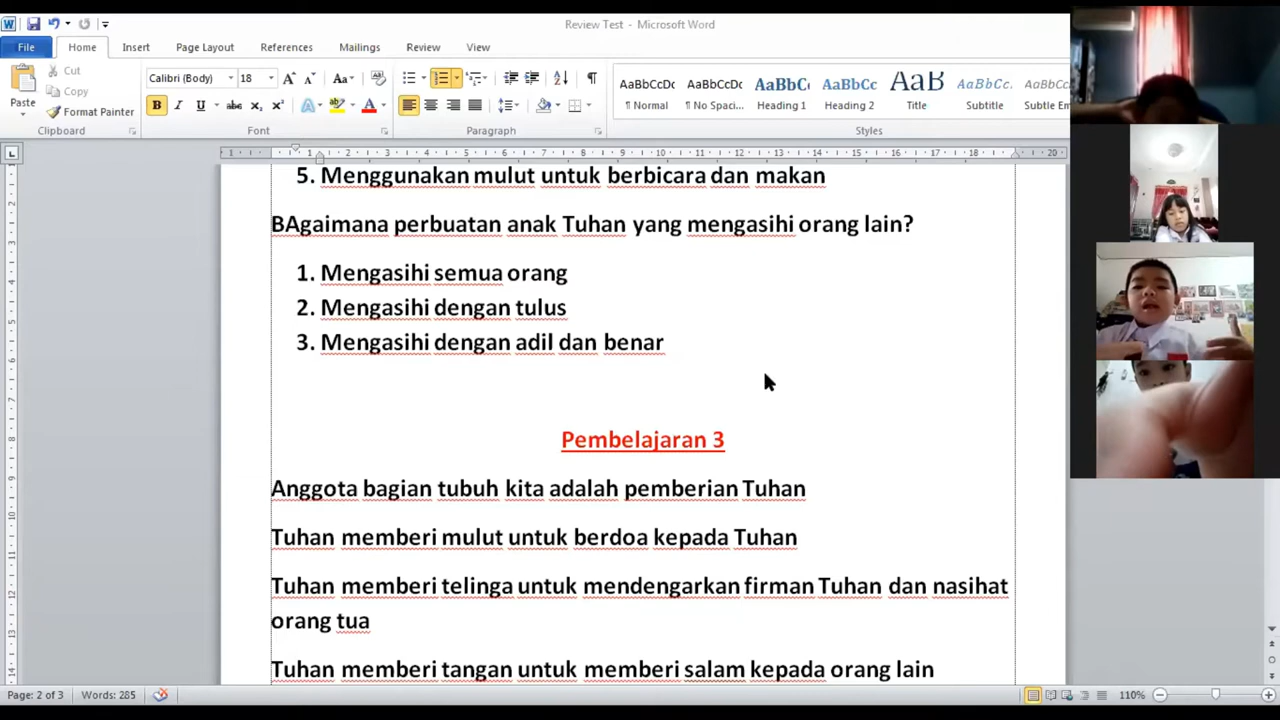 Review Test - Microsoft Word
File Home Insert Page Layout References Mailings Review View
Paste
Cut
Copy
Format Painter
Clipboard
Calibri (Body) 18
Font
Paragraph
AaBbCcDc AaBbCcDc AaBbCc AaBbCc AaB AaBbCc. AaBbCcDc
¶ Normal ¶ No Spaci... Heading 1 Heading 2 Title Subtitle Subtle Em
Styles
5. Menggunakan mulut untuk berbicara dan makan
BAgaimana perbuatan anak Tuhan yang mengasihi orang lain?
1. Mengasihi semua orang
2. Mengasihi dengan tulus
3. Mengasihi dengan adil dan benar
Pembelajaran 3
Anggota bagian tubuh kita adalah pemberian Tuhan
Tuhan memberi mulut untuk berdoa kepada Tuhan
Tuhan memberi telinga untuk mendengarkan firman Tuhan dan nasihat
orang tua
Tuhan memberi tangan untuk memberi salam kepada orang lain
Page: 2 of 3 Words: 285 110%